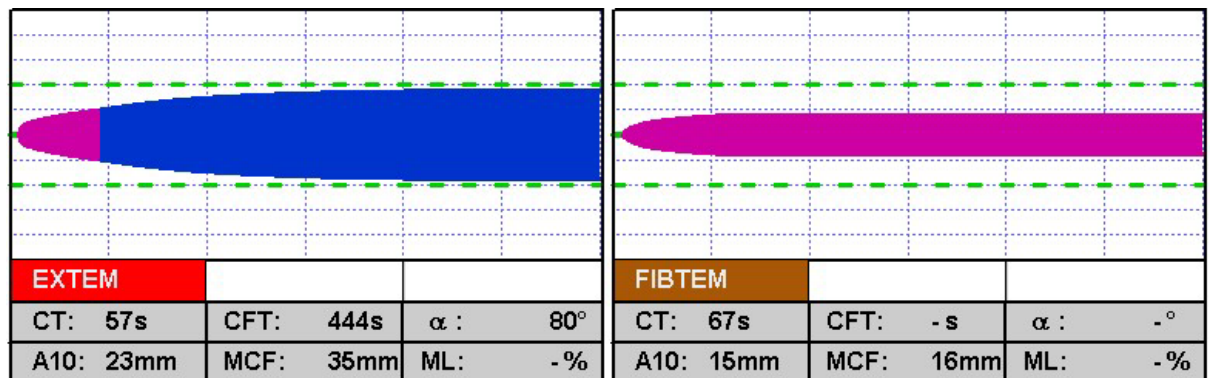 EXTEM
CT: 57s CFT: 444s α : 80°
A10: 23mm MCF: 35mm ML: -%
FIBTEM
CT: 67s CFT: -s α : -°
A10: 15mm MCF: 16mm ML: -%